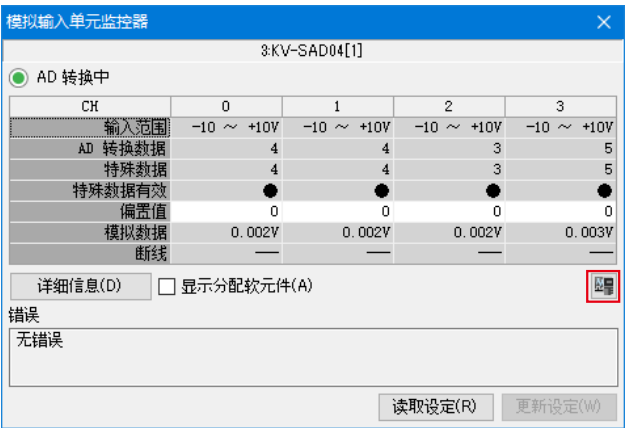 模拟输入单元监控器
3:KV-SAD04[1]
AD 转换中
CH 0 1 2 3
输入范围 -10 ～ +10V -10 ～ +10V -10 ～ +10V -10 ～ +10V
AD 转换数据 4 4 3 5
特殊数据 4 4 3 5
特殊数据有效 ● ● ● ●
偏置值 0 0 0 0
模拟数据 0.002V 0.002V 0.002V 0.003V
断线 —— —— —— ——
详细信息(D) 显示分配软元件(A)
错误
无错误
读取设定(R) 更新设定(W)